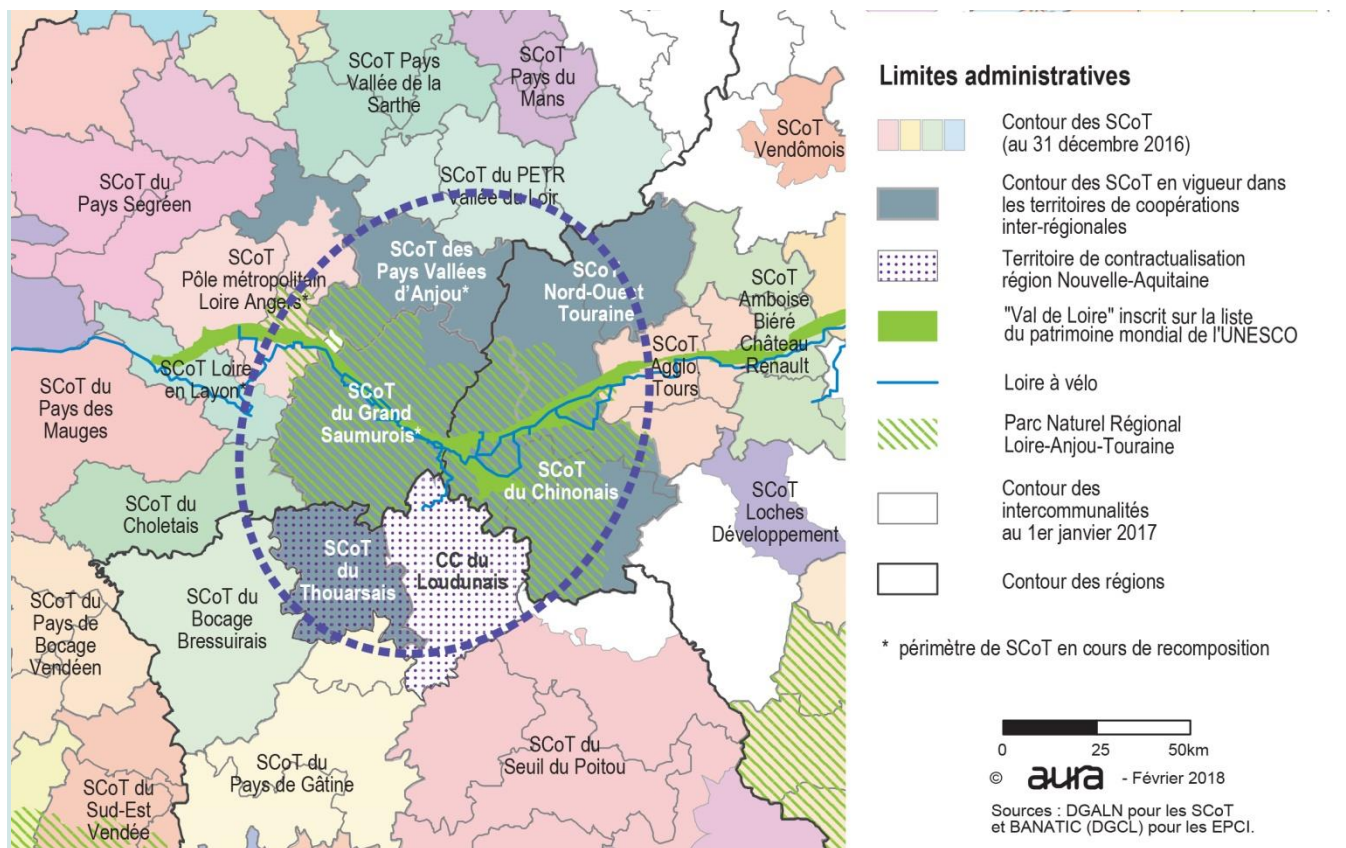 SCoT Pays
Vallée de la
Sarthe
SCoT
Pays du
Mans
SCoT
Vendômois
SCoT du
Pays Segréen
SCoT du PETR
Vallée du Loir
SCoT
Pôle métropolitain
Loire Angers*
SCoT des
Pays Vallées
d'Anjou*
SCoT
Nord-Ouest
Touraine
SCoT
Amboise
Bléré
Château
Renault
SCoT Loire
en Layon*
SCoT
Agglo
Tours
SCoT du
Pays des
Mauges
SCoT
du Grand
Saumurois*
SCoT
du Chinonais
SCoT du
Choletais
SCoT
Loches
Développement
SCoT
du
Thouarsais
CC du
Loudunais
SCoT du
Pays de
Bocage
Vendéen
SCoT du
Bocage
Bressuirais
SCoT du
Pays de Gâtine
SCoT du
Seuil du Poitou
SCoT du
Sud-Est
Vendée
Limites administratives
Contour des SCoT
(au 31 décembre 2016)
Contour des SCoT en vigueur dans
les territoires de coopérations
inter-régionales
Territoire de contractualisation
région Nouvelle-Aquitaine
"Val de Loire" inscrit sur la liste
du patrimoine mondial de l'UNESCO
Loire à vélo
Parc Naturel Régional
Loire-Anjou-Touraine
Contour des
intercommunalités
au 1er janvier 2017
Contour des régions
* périmètre de SCoT en cours de recomposition
0 25 50km
© aura - Février 2018
Sources : DGALN pour les SCoT
et BANATIC (DGCL) pour les EPCI.